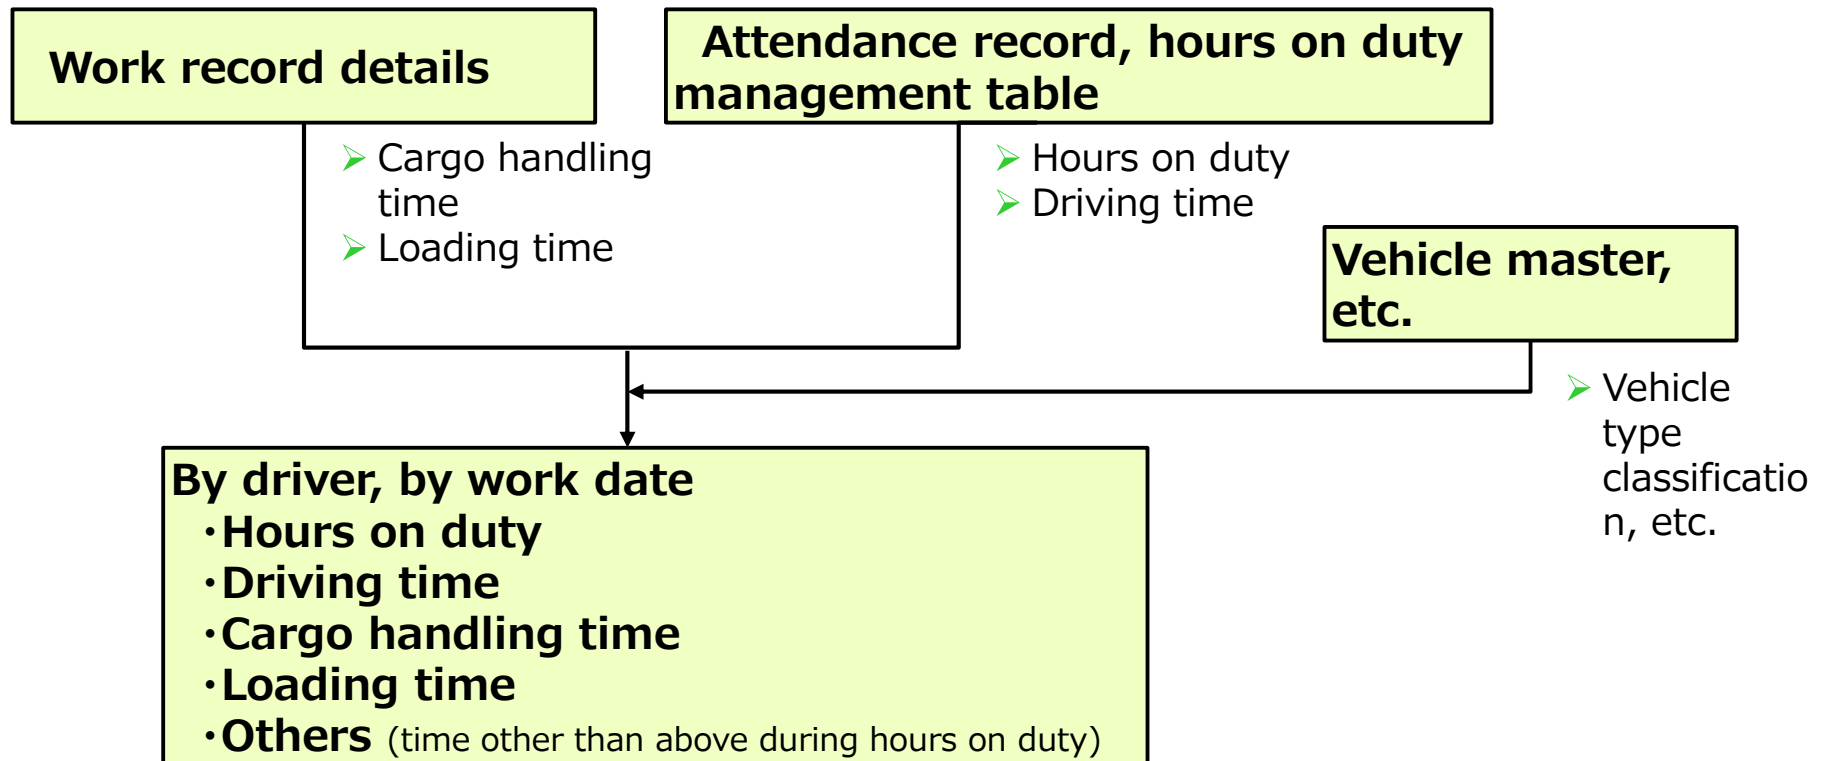 Work record details
Attendance record, hours on duty
management table
➢ Cargo handling
time
➢ Loading time
➢ Hours on duty
➢ Driving time
Vehicle master,
etc.
➢ Vehicle
type
classificatio
n, etc.
By driver, by work date
・Hours on duty
・Driving time
・Cargo handling time
・Loading time
・Others (time other than above during hours on duty)